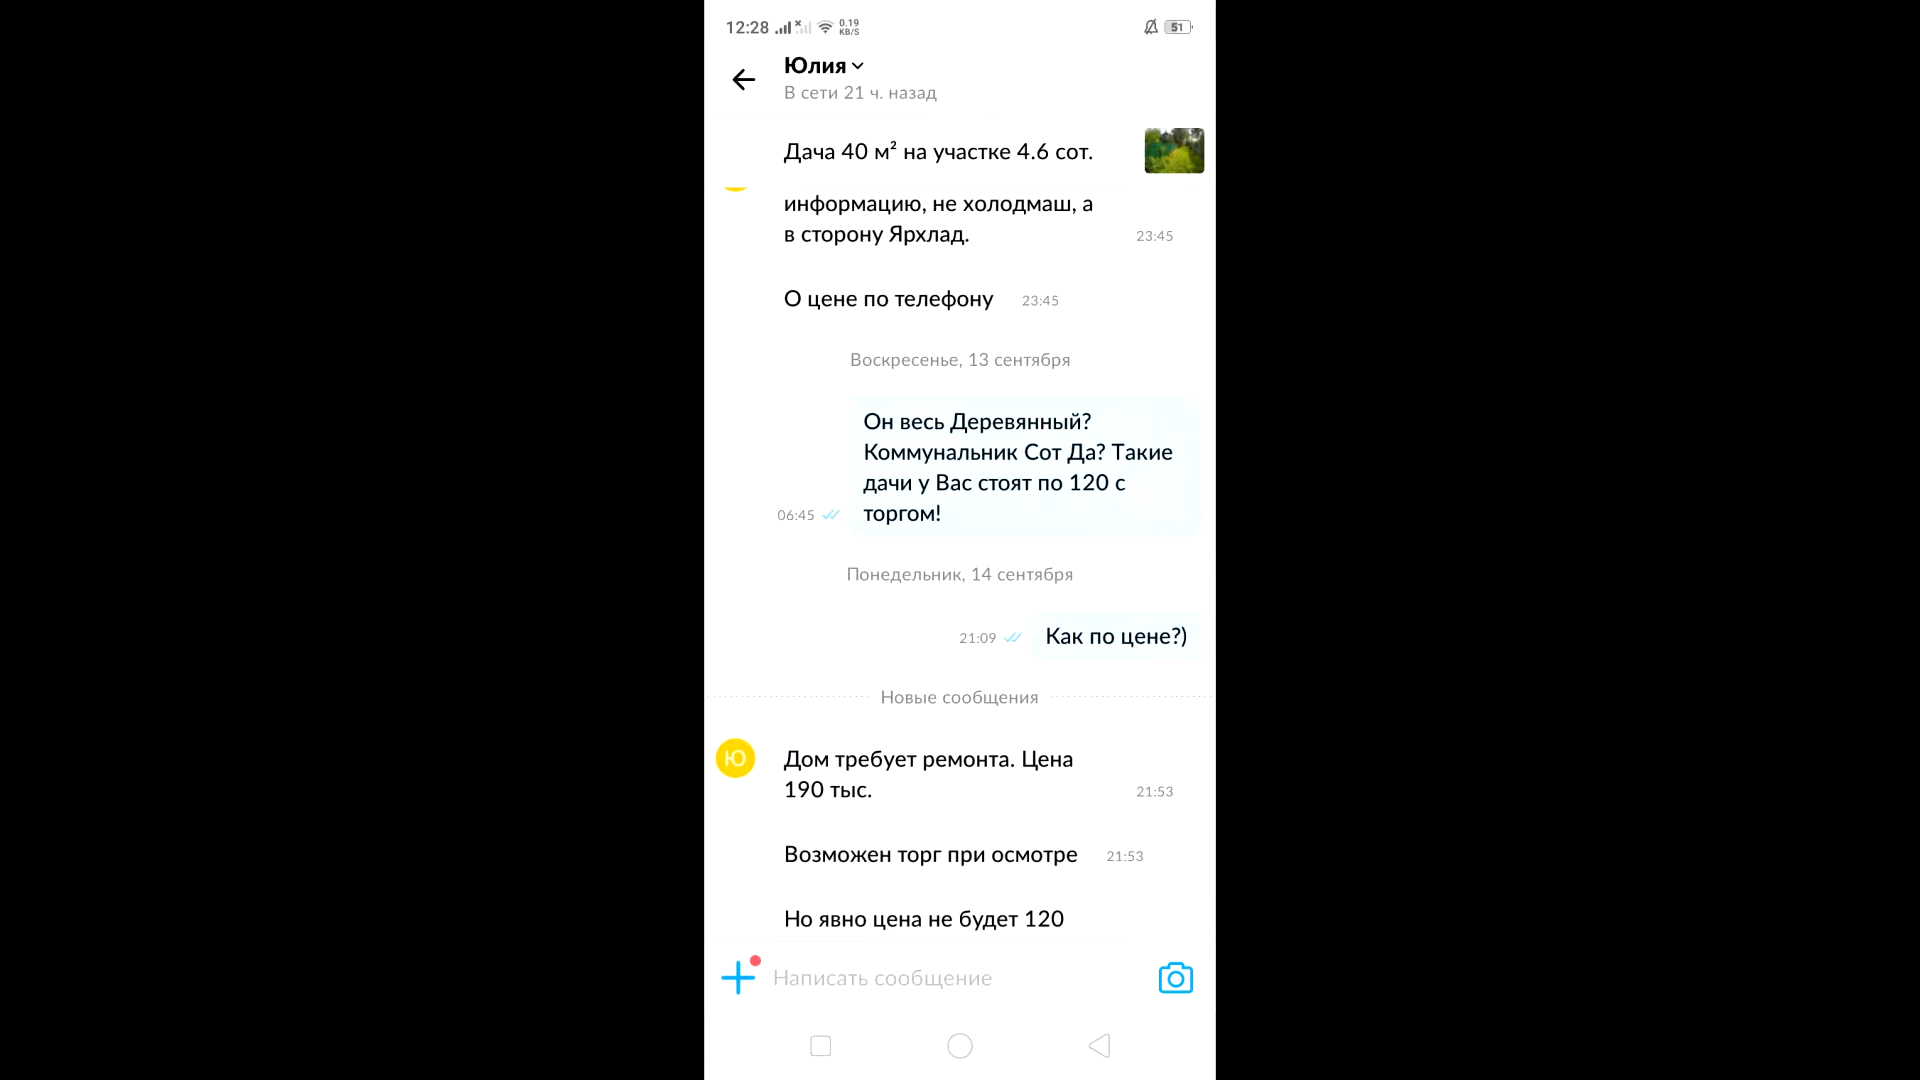 12:28
0.19
KB/S
51
Юлия
В сети 21 ч. назад
Дача 40 м² на участке 4.6 сот.
информацию, не холодмаш, а
в сторону Ярхлад.
23:45
О цене по телефону
23:45
Воскресенье, 13 сентября
Он весь Деревянный?
Коммунальник Сот Да? Такие
дачи у Вас стоят по 120 с
торгом!
06:45
Понедельник, 14 сентября
21:09
Как по цене?)
Новые сообщения
Ю
Дом требует ремонта. Цена
190 тыс.
21:53
Возможен торг при осмотре
21:53
Но явно цена не будет 120
Написать сообщение